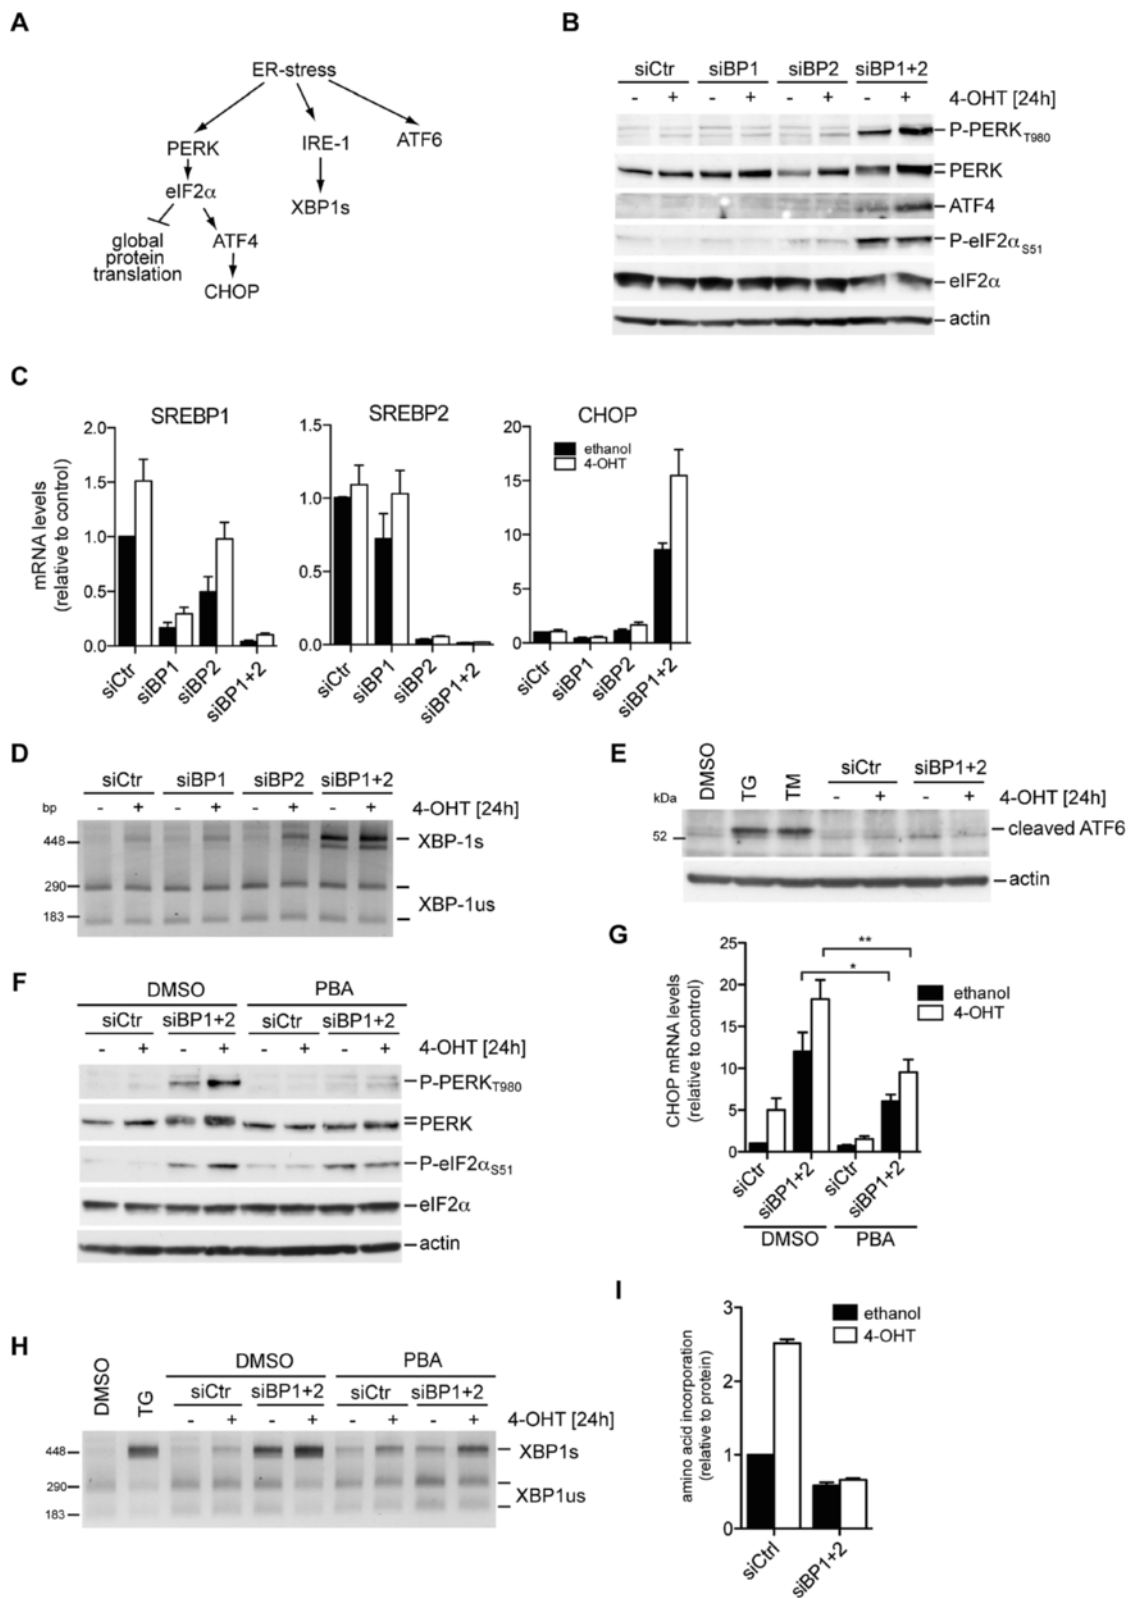 A
ER-stress
PERK
IRE-1
ATF6
eIF2α
XBP1s
global
protein
translation
ATF4
CHOP
B
siCtr siBP1 siBP2 siBP1+2
- + - + - + - + 4-OHT [24h]
P-PERKT980
PERK
ATF4
P-eIF2αS51
eIF2α
actin
C
SREBP1
mRNA levels
(relative to control)
2.0
1.5
1.0
0.5
0.0
siCtr siBP1 siBP2 siBP1+2
SREBP2
1.5
1.0
0.5
0.0
siCtr siBP1 siBP2 siBP1+2
CHOP
ethanol
4-OHT
20
15
10
5
0
siCtr siBP1 siBP2 siBP1+2
D
siCtr siBP1 siBP2 siBP1+2
bp - + - + - + - + 4-OHT [24h]
448
290
183
XBP-1s
XBP-1us
E
DMSO TG TM siCtr siBP1+2
kDa - + - + 4-OHT [24h]
52
cleaved ATF6
actin
F
DMSO PBA
siCtr siBP1+2 siCtr siBP1+2
- + - + - + - + 4-OHT [24h]
P-PERKT980
PERK
P-eIF2αS51
eIF2α
actin
G
CHOP mRNA levels
(relative to control)
25
20
15
10
5
0
**
*
ethanol
4-OHT
siCtr siBP1+2 siCtr siBP1+2
DMSO PBA
H
DMSO TG DMSO PBA
siCtr siBP1+2 siCtr siBP1+2
- + - + - + - + 4-OHT [24h]
448
290
183
XBP1s
XBP1us
I
amino acid incorporation
(relative to protein)
3
2
1
0
ethanol
4-OHT
siCtrl siBP1+2